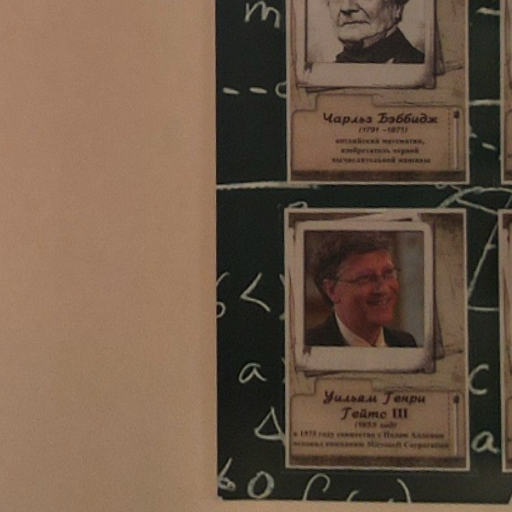 m
Чарльз Бэббидж
(1791 - 1871)
английский математик,
изобретатель первой
вычислительной машины
<
a
c
Уильям Генри
Гейтс III
(1955 год)
в 1975 году совместно с Полом Алленом
основал компанию Microsoft Corporation
Δ
a
60